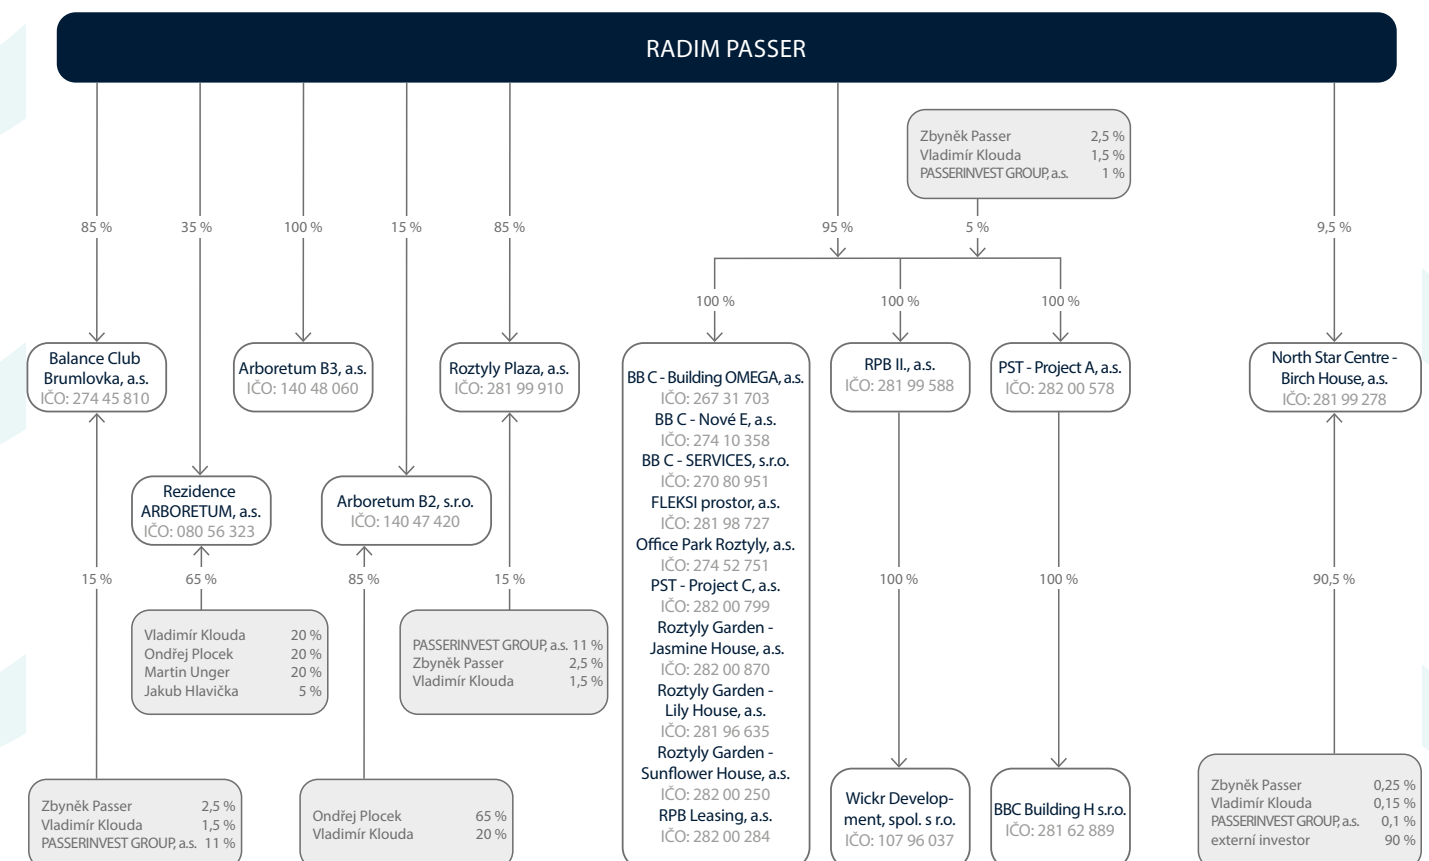 RADIM PASSER
Zbyněk Passer 2,5 %
Vladimír Klouda 1,5 %
PASSERINVEST GROUP, a.s. 1 %
85 %
35 %
100 %
15 %
85 %
95 %
5 %
9,5 %
100 %
100 %
100 %
Balance Club
Brumlovka, a.s.
IČO: 274 45 810
Arboretum B3, a.s.
IČO: 140 48 060
Roztyly Plaza, a.s.
IČO: 281 99 910
BB C - Building OMEGA, a.s.
IČO: 267 31 703
BB C - Nové E, a.s.
IČO: 274 10 358
BB C - SERVICES, s.r.o.
IČO: 270 80 951
FLEKSI prostor, a.s.
IČO: 281 98 727
Office Park Roztyly, a.s.
IČO: 274 52 751
PST - Project C, a.s.
IČO: 282 00 799
Roztyly Garden -
Jasmine House, a.s.
IČO: 282 00 870
Roztyly Garden -
Lily House, a.s.
IČO: 281 96 635
Roztyly Garden -
Sunflower House, a.s.
IČO: 282 00 250
RPB Leasing, a.s.
IČO: 282 00 284
RPB II., a.s.
IČO: 281 99 588
PST - Project A, a.s.
IČO: 282 00 578
North Star Centre -
Birch House, a.s.
IČO: 281 99 278
Rezidence
ARBORETUM, a.s.
IČO: 080 56 323
Arboretum B2, s.r.o.
IČO: 140 47 420
15 %
65 %
85 %
15 %
100 %
100 %
90,5 %
Vladimír Klouda 20 %
Ondřej Plocek 20 %
Martin Unger 20 %
Jakub Hlavička 5 %
PASSERINVEST GROUP, a.s. 11 %
Zbyněk Passer 2,5 %
Vladimír Klouda 1,5 %
Zbyněk Passer 2,5 %
Vladimír Klouda 1,5 %
PASSERINVEST GROUP, a.s. 11 %
Ondřej Plocek 65 %
Vladimír Klouda 20 %
Wickr Develop-
ment, spol. s r.o.
IČO: 107 96 037
BBC Building H s.r.o.
IČO: 281 62 889
Zbyněk Passer 0,25 %
Vladimír Klouda 0,15 %
PASSERINVEST GROUP, a.s. 0,1 %
externí investor 90 %